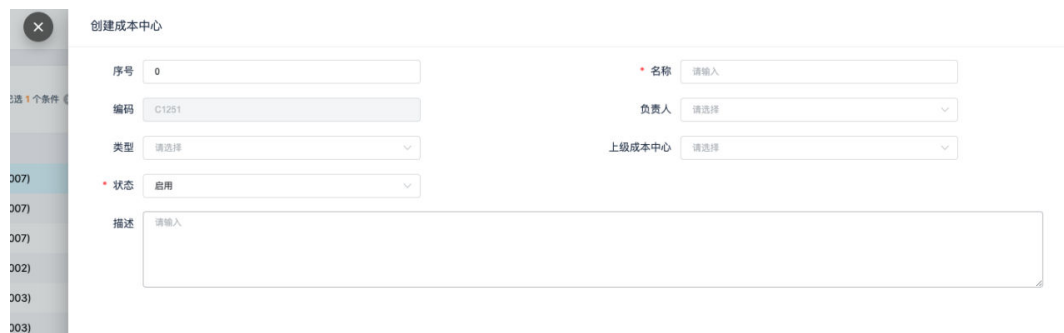 创建成本中心
序号 0 * 名称 请输入
已选 1 个条件
编码 C1251 负责人 请选择
类型 请选择 上级成本中心 请选择
007)
* 状态 启用
007)
描述 请输入
007)
002)
003)
003)